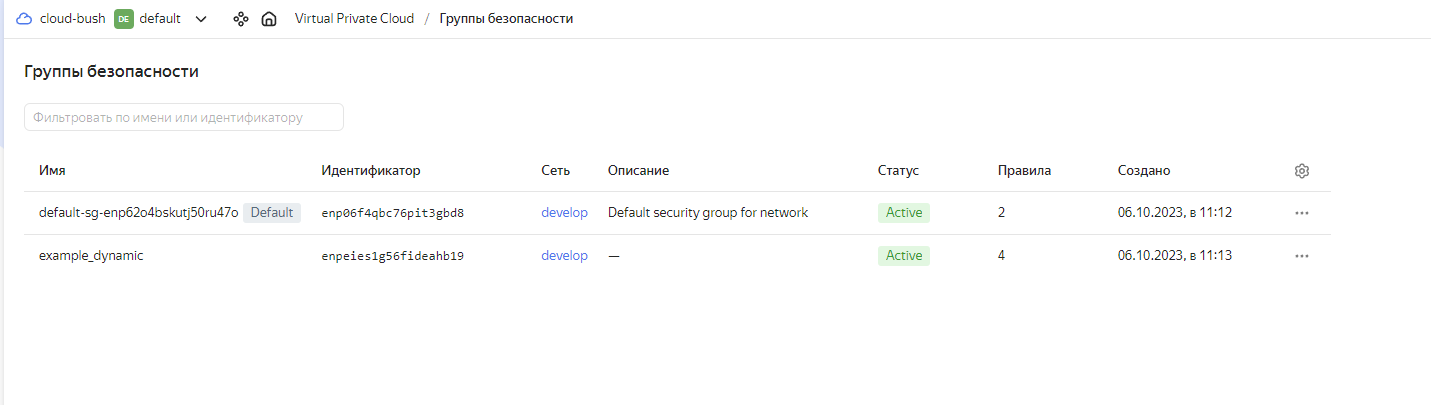 cloud-bush DE default Virtual Private Cloud / Группы безопасности
Группы безопасности
Фильтровать по имени или идентификатору
Имя Идентификатор Сеть Описание Статус Правила Создано
default-sg-enp62o4bskutj50ru47o Default enp06f4qbc76pit3gbd8 develop Default security group for network Active 2 06.10.2023, в 11:12
example_dynamic enpeies1g56fideahb19 develop — Active 4 06.10.2023, в 11:13